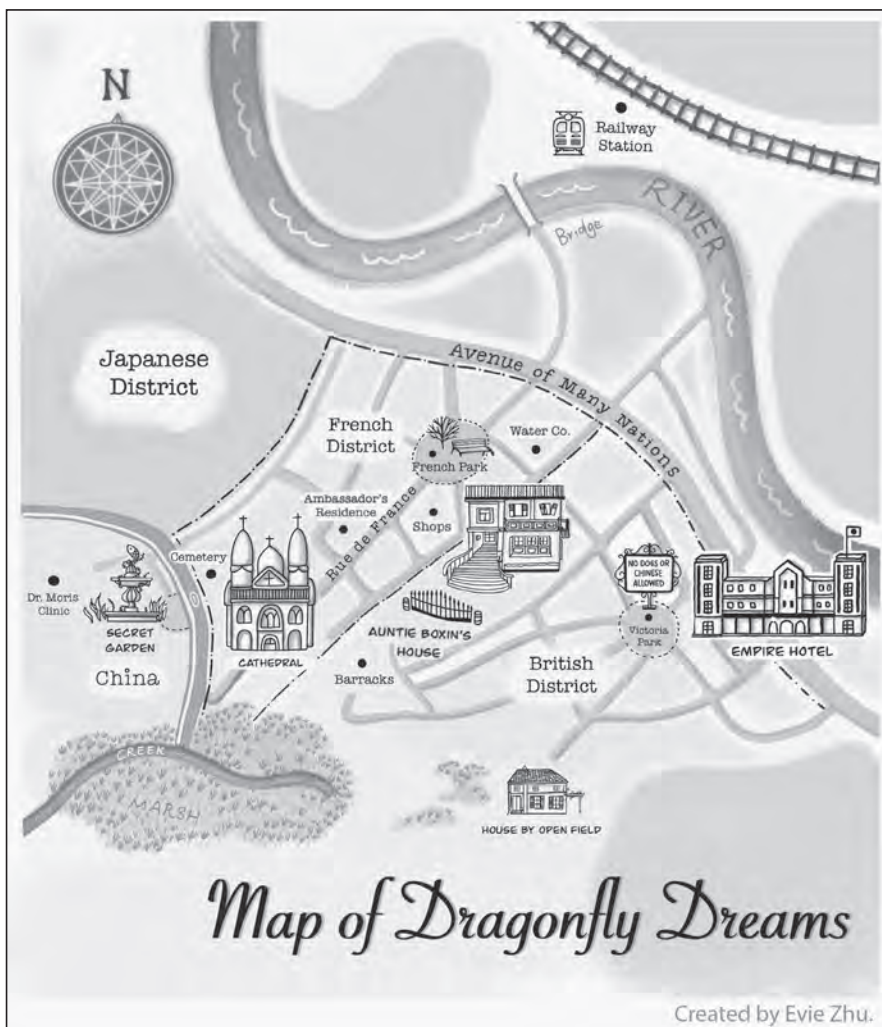 N
Railway
Station
RIVER
Bridge
Avenue of Many Nations
Japanese
District
French
District
Water Co.
French Park
Ambassador's
Residence
Rue de France
Shops
Cemetery
NO DOGS OR
CHINESE
ALLOWED
Dr. Moris
Clinic
SECRET
GARDEN
CATHEDRAL
AUNTIE BOXIN'S
HOUSE
Victoria
Park
EMPIRE HOTEL
China
Barracks
British
District
CREEK
MARSH
HOUSE BY OPEN FIELD
Map of Dragonfly Dreams
Created by Evie Zhu.